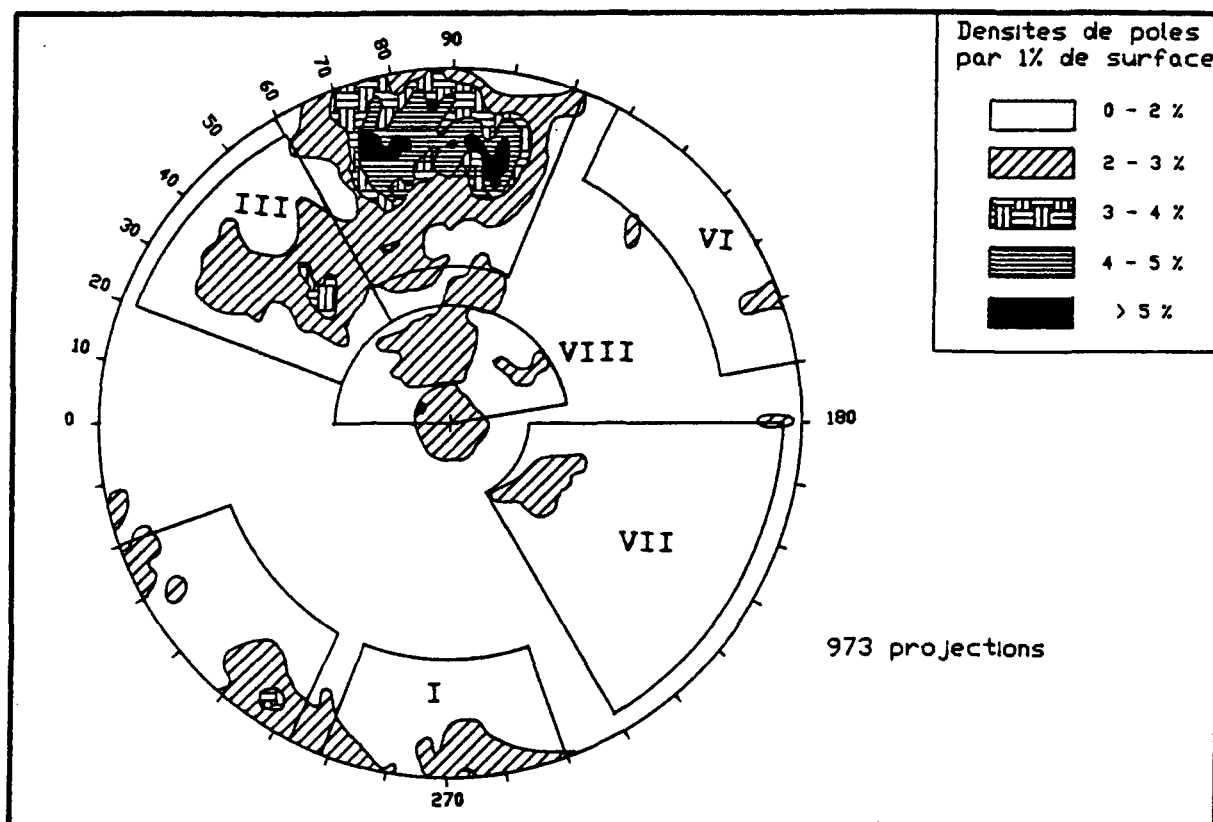 Densites de poles
par 1% de surface
0 - 2 %
2 - 3 %
3 - 4 %
4 - 5 %
> 5 %
90
80
70
60
50
40
30
20
10
0
180
270
III
VI
VIII
VII
I
973 projections